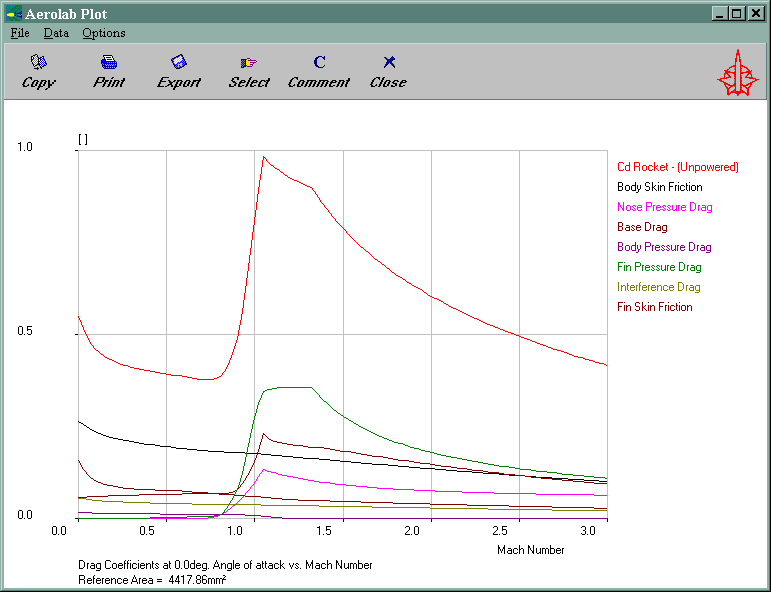 Aerolab Plot
File Data Options
Copy Print Export Select Comment Close
[ ]
1.0
Cd Rocket - (Unpowered)
Body Skin Friction
Nose Pressure Drag
Base Drag
Body Pressure Drag
Fin Pressure Drag
Interference Drag
Fin Skin Friction
0.5
0.0
0.0 0.5 1.0 1.5 2.0 2.5 3.0
Mach Number
Drag Coefficients at 0.0deg. Angle of attack vs. Mach Number
Reference Area = 4417.86mm²